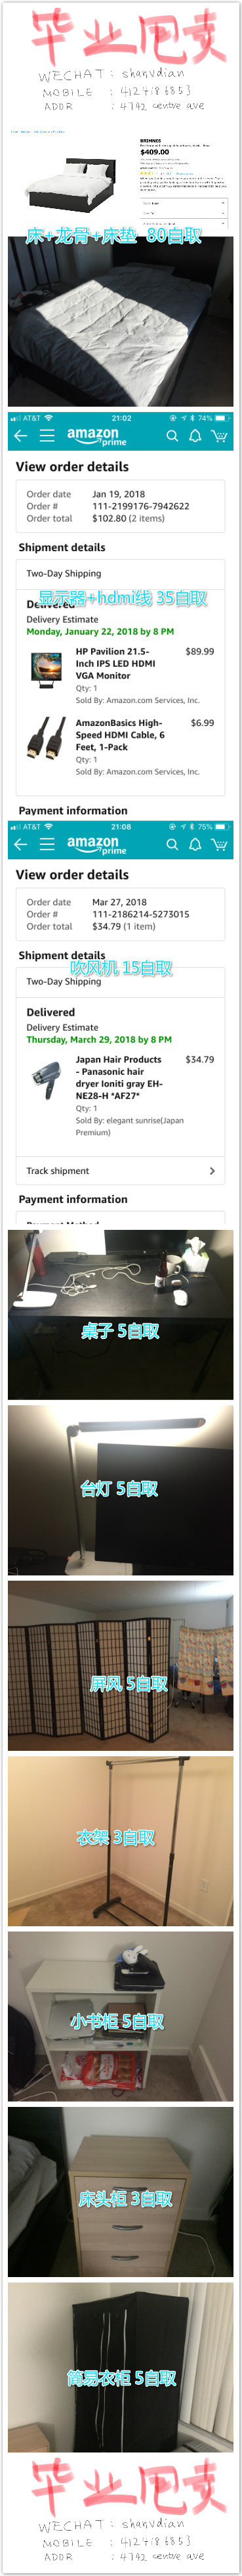 毕业甩卖
WECHAT : shanvdian
MOBILE : 4124186853
ADDR : 4742 centre ave
BRIMNES
$409.00
床+龙骨+床垫 80自取
AT&T 21:02 74%
amazon prime
View order details
Order date Jan 19, 2018
Order # 111-2199176-7942622
Order total $102.80 (2 items)
Shipment details
Two-Day Shipping
显示器+hdmi线 35自取
Delivered
Delivery Estimate
Monday, January 22, 2018 by 8 PM
HP Pavilion 21.5- $89.99
Inch IPS LED HDMI
VGA Monitor
Qty: 1
Sold By: Amazon.com Services, Inc.
AmazonBasics High- $6.99
Speed HDMI Cable, 6
Feet, 1-Pack
Qty: 1
Sold By: Amazon.com Services, Inc.
Payment information
AT&T 21:08 75%
amazon prime
View order details
Order date Mar 27, 2018
Order # 111-2186214-5273015
Order total $34.79 (1 item)
Shipment details
吹风机 15自取
Two-Day Shipping
Delivered
Delivery Estimate
Thursday, March 29, 2018 by 8 PM
Japan Hair Products $34.79
- Panasonic hair
dryer Ioniti gray EH-
NE28-H *AF27*
Qty: 1
Sold By: elegant sunrise(Japan
Premium)
Track shipment
Payment information
桌子 5自取
台灯 5自取
屏风 5自取
衣架 3自取
小书柜 5自取
床头柜 3自取
简易衣柜 5自取
毕业甩卖
WECHAT : shanvdian
MOBILE : 4124186853
ADDR : 4742 centre ave